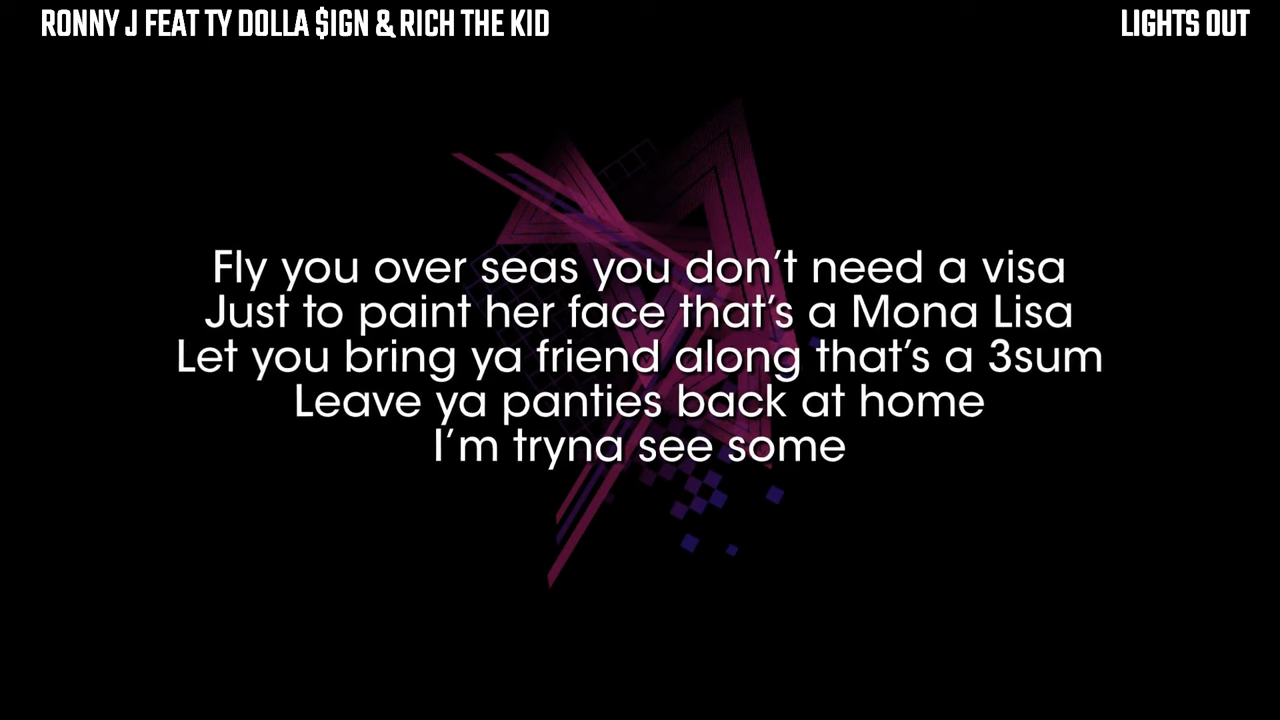 RONNY J FEAT TY DOLLA $IGN & RICH THE KID
LIGHTS OUT
Fly you over seas you don't need a visa
Just to paint her face that's a Mona Lisa
Let you bring ya friend along that's a 3sum
Leave ya panties back at home
I'm tryna see some